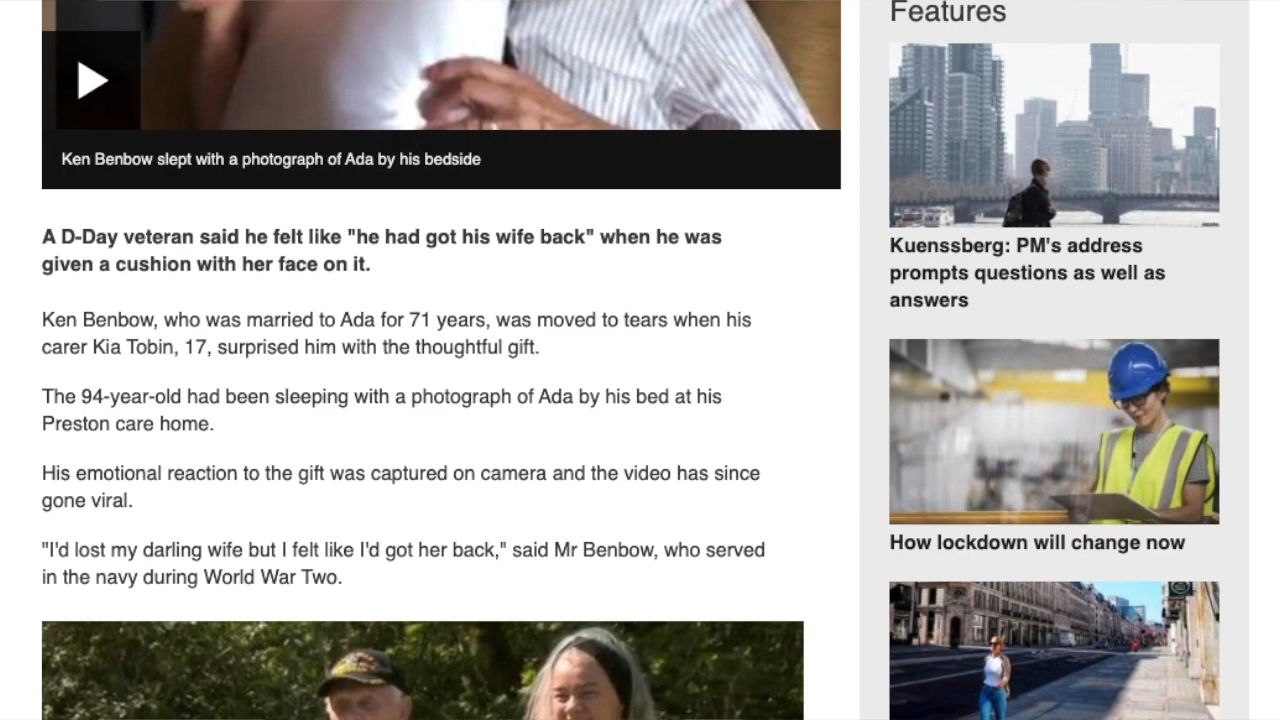 Features
Ken Benbow slept with a photograph of Ada by his bedside
A D-Day veteran said he felt like "he had got his wife back" when he was
given a cushion with her face on it.
Ken Benbow, who was married to Ada for 71 years, was moved to tears when his
carer Kia Tobin, 17, surprised him with the thoughtful gift.
The 94-year-old had been sleeping with a photograph of Ada by his bed at his
Preston care home.
His emotional reaction to the gift was captured on camera and the video has since
gone viral.
"I'd lost my darling wife but I felt like I'd got her back," said Mr Benbow, who served
in the navy during World War Two.
Kuenssberg: PM's address
prompts questions as well as
answers
How lockdown will change now